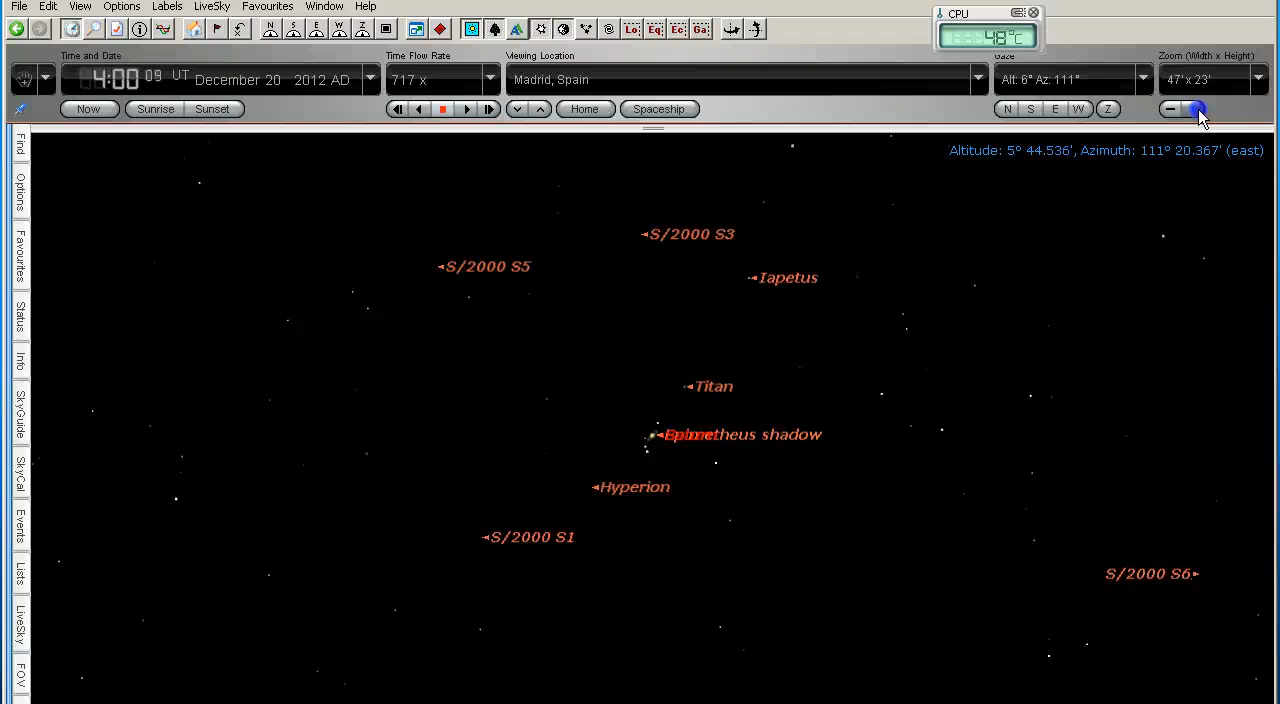 File Edit View Options Labels LiveSky Favourites Window Help
N S E W Z Lo Eq Ec Ga
CPU
48°C
Time and Date Time Flow Rate Viewing Location Gaze Zoom (Width x Height)
4:00 09 UT December 20 2012 AD 717 x Madrid, Spain Alt: 6° Az: 111° 47' x 23'
Now Sunrise Sunset Home Spaceship N S E W Z
Altitude: 5° 44.536', Azimuth: 111° 20.367' (east)
Find
Options
Favourites
Status
Info
SkyGuide
SkyCal
Events
Lists
LiveSky
FOV
S/2000 S3
S/2000 S5
Iapetus
Titan
shadow
Hyperion
S/2000 S1
S/2000 S6